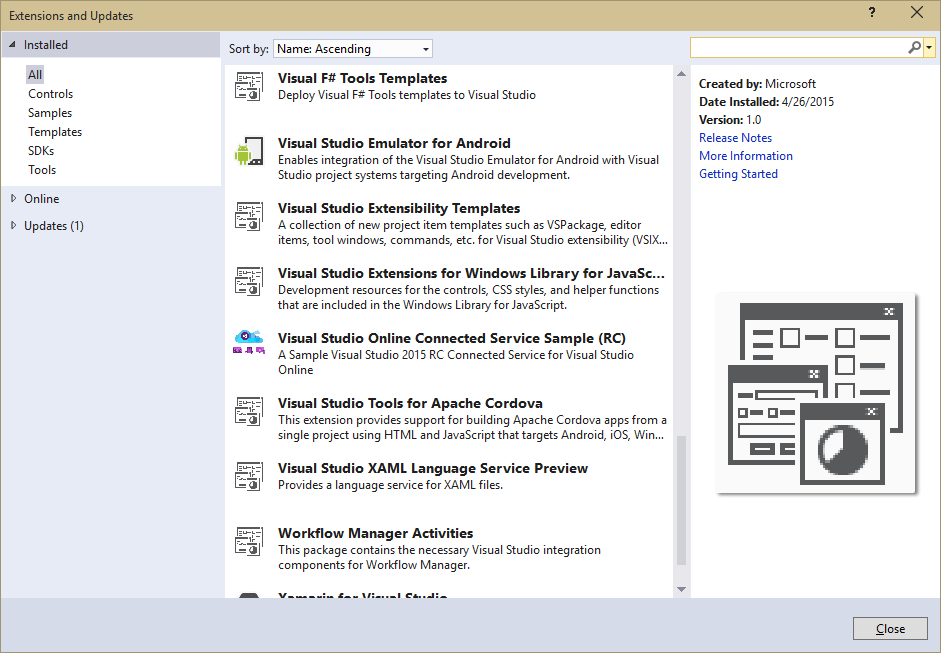 Extensions and Updates
?
Installed
All
Controls
Samples
Templates
SDKs
Tools
Online
Updates (1)
Sort by: Name: Ascending
Visual F# Tools Templates
Deploy Visual F# Tools templates to Visual Studio
Visual Studio Emulator for Android
Enables integration of the Visual Studio Emulator for Android with Visual
Studio project systems targeting Android development.
Visual Studio Extensibility Templates
A collection of new project item templates such as VSPackage, editor
items, tool windows, commands, etc. for Visual Studio extensibility (VSIX...
Visual Studio Extensions for Windows Library for JavaSc...
Development resources for the controls, CSS styles, and helper functions
that are included in the Windows Library for JavaScript.
Visual Studio Online Connected Service Sample (RC)
A Sample Visual Studio 2015 RC Connected Service for Visual Studio
Online
Visual Studio Tools for Apache Cordova
This extension provides support for building Apache Cordova apps from a
single project using HTML and JavaScript that targets Android, iOS, Win...
Visual Studio XAML Language Service Preview
Provides a language service for XAML files.
Workflow Manager Activities
This package contains the necessary Visual Studio integration
components for Workflow Manager.
Xamarin for Visual Studio
Created by: Microsoft
Date Installed: 4/26/2015
Version: 1.0
Release Notes
More Information
Getting Started
Close